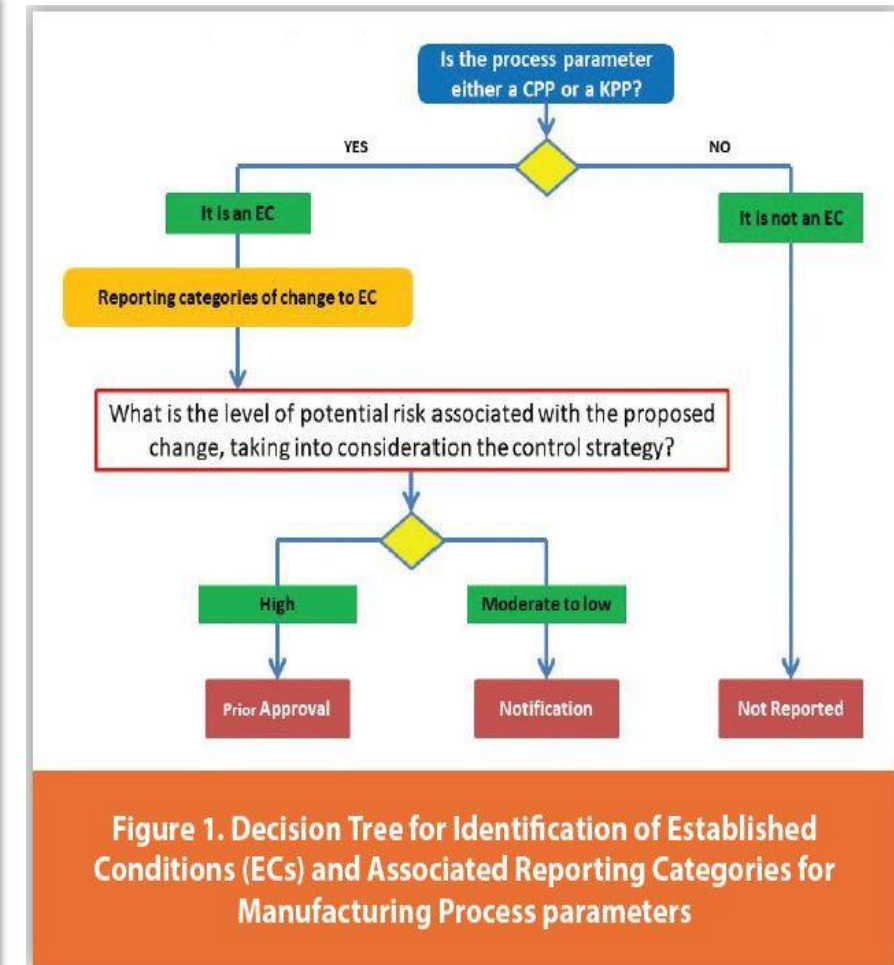 Is the process parameter
either a CPP or a KPP?
YES
NO
It is an EC
It is not an EC
Reporting categories of change to EC
What is the level of potential risk associated with the proposed
change, taking into consideration the control strategy?
High
Moderate to low
Prior Approval
Notification
Not Reported
Figure 1. Decision Tree for Identification of Established
Conditions (ECs) and Associated Reporting Categories for
Manufacturing Process parameters